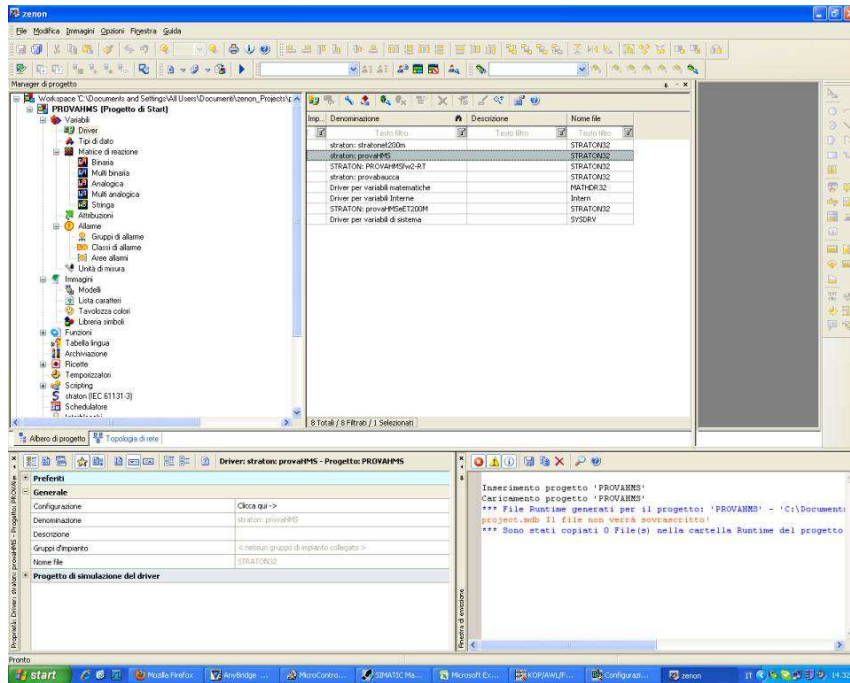 zenon
File Modifica Immagini Opzioni Finestra Guida
Manager di progetto
Workspace 'C:\Documents and Settings\All Users\Documenti\zenon_Projects\p
PROVAHMS [Progetto di Start]
Variabili
Driver
Tipi di dato
Matrice di reazione
Binaria
Multi binaria
Analogica
Multi analogica
Stringa
Attribuzioni
Allarme
Gruppi di allarme
Classi di allarme
Aree allarmi
Unità di misura
Immagini
Modelli
Lista caratteri
Tavolozza colori
Libreria simboli
Funzioni
Tabella lingua
Archiviazione
Ricette
Temporizzatori
Scripting
straton (IEC 61131-3)
Schedulatore
Albero di progetto Topologia di rete
Imp... Denominazione Descrizione Nome file
Testo filtro Testo filtro Testo filtro
straton: stratonet200m STRATON32
straton: provaHMS STRATON32
STRATON: PROVAHMSfw2-RT STRATON32
straton: provabaucca STRATON32
Driver per variabili matematiche MATHDR32
Driver per variabili Interne Intern
STRATON: provaHMSeET200M STRATON32
Driver per variabili di sistema SYSDRV
8 Totali / 8 Filtrati / 1 Selezionati
Driver: straton: provaHMS - Progetto: PROVAHMS
Preferiti
Generale
Configurazione Clicca qui ->
Denominazione straton: provaHMS
Descrizione
Gruppi d'impianto < nessun gruppo di impianto collegato >
Nome file STRATON32
Progetto di simulazione del driver
Inserimento progetto 'PROVAHMS'
Caricamento progetto 'PROVAHMS'
*** File Runtime generati per il progetto: 'PROVAHMS' - 'C:\Document
project.mdb Il file non verrà sovrascritto!
*** Sono stati copiati 0 File(s) nella cartella Runtime del progetto
Finestra di emissione
Pronto
start Mozilla Firefox AnyBridge ... MicroContro... SIMATIC Ma... Microsoft Ex... KOP/AWL/F... Configurazi... zenon IT 14.32